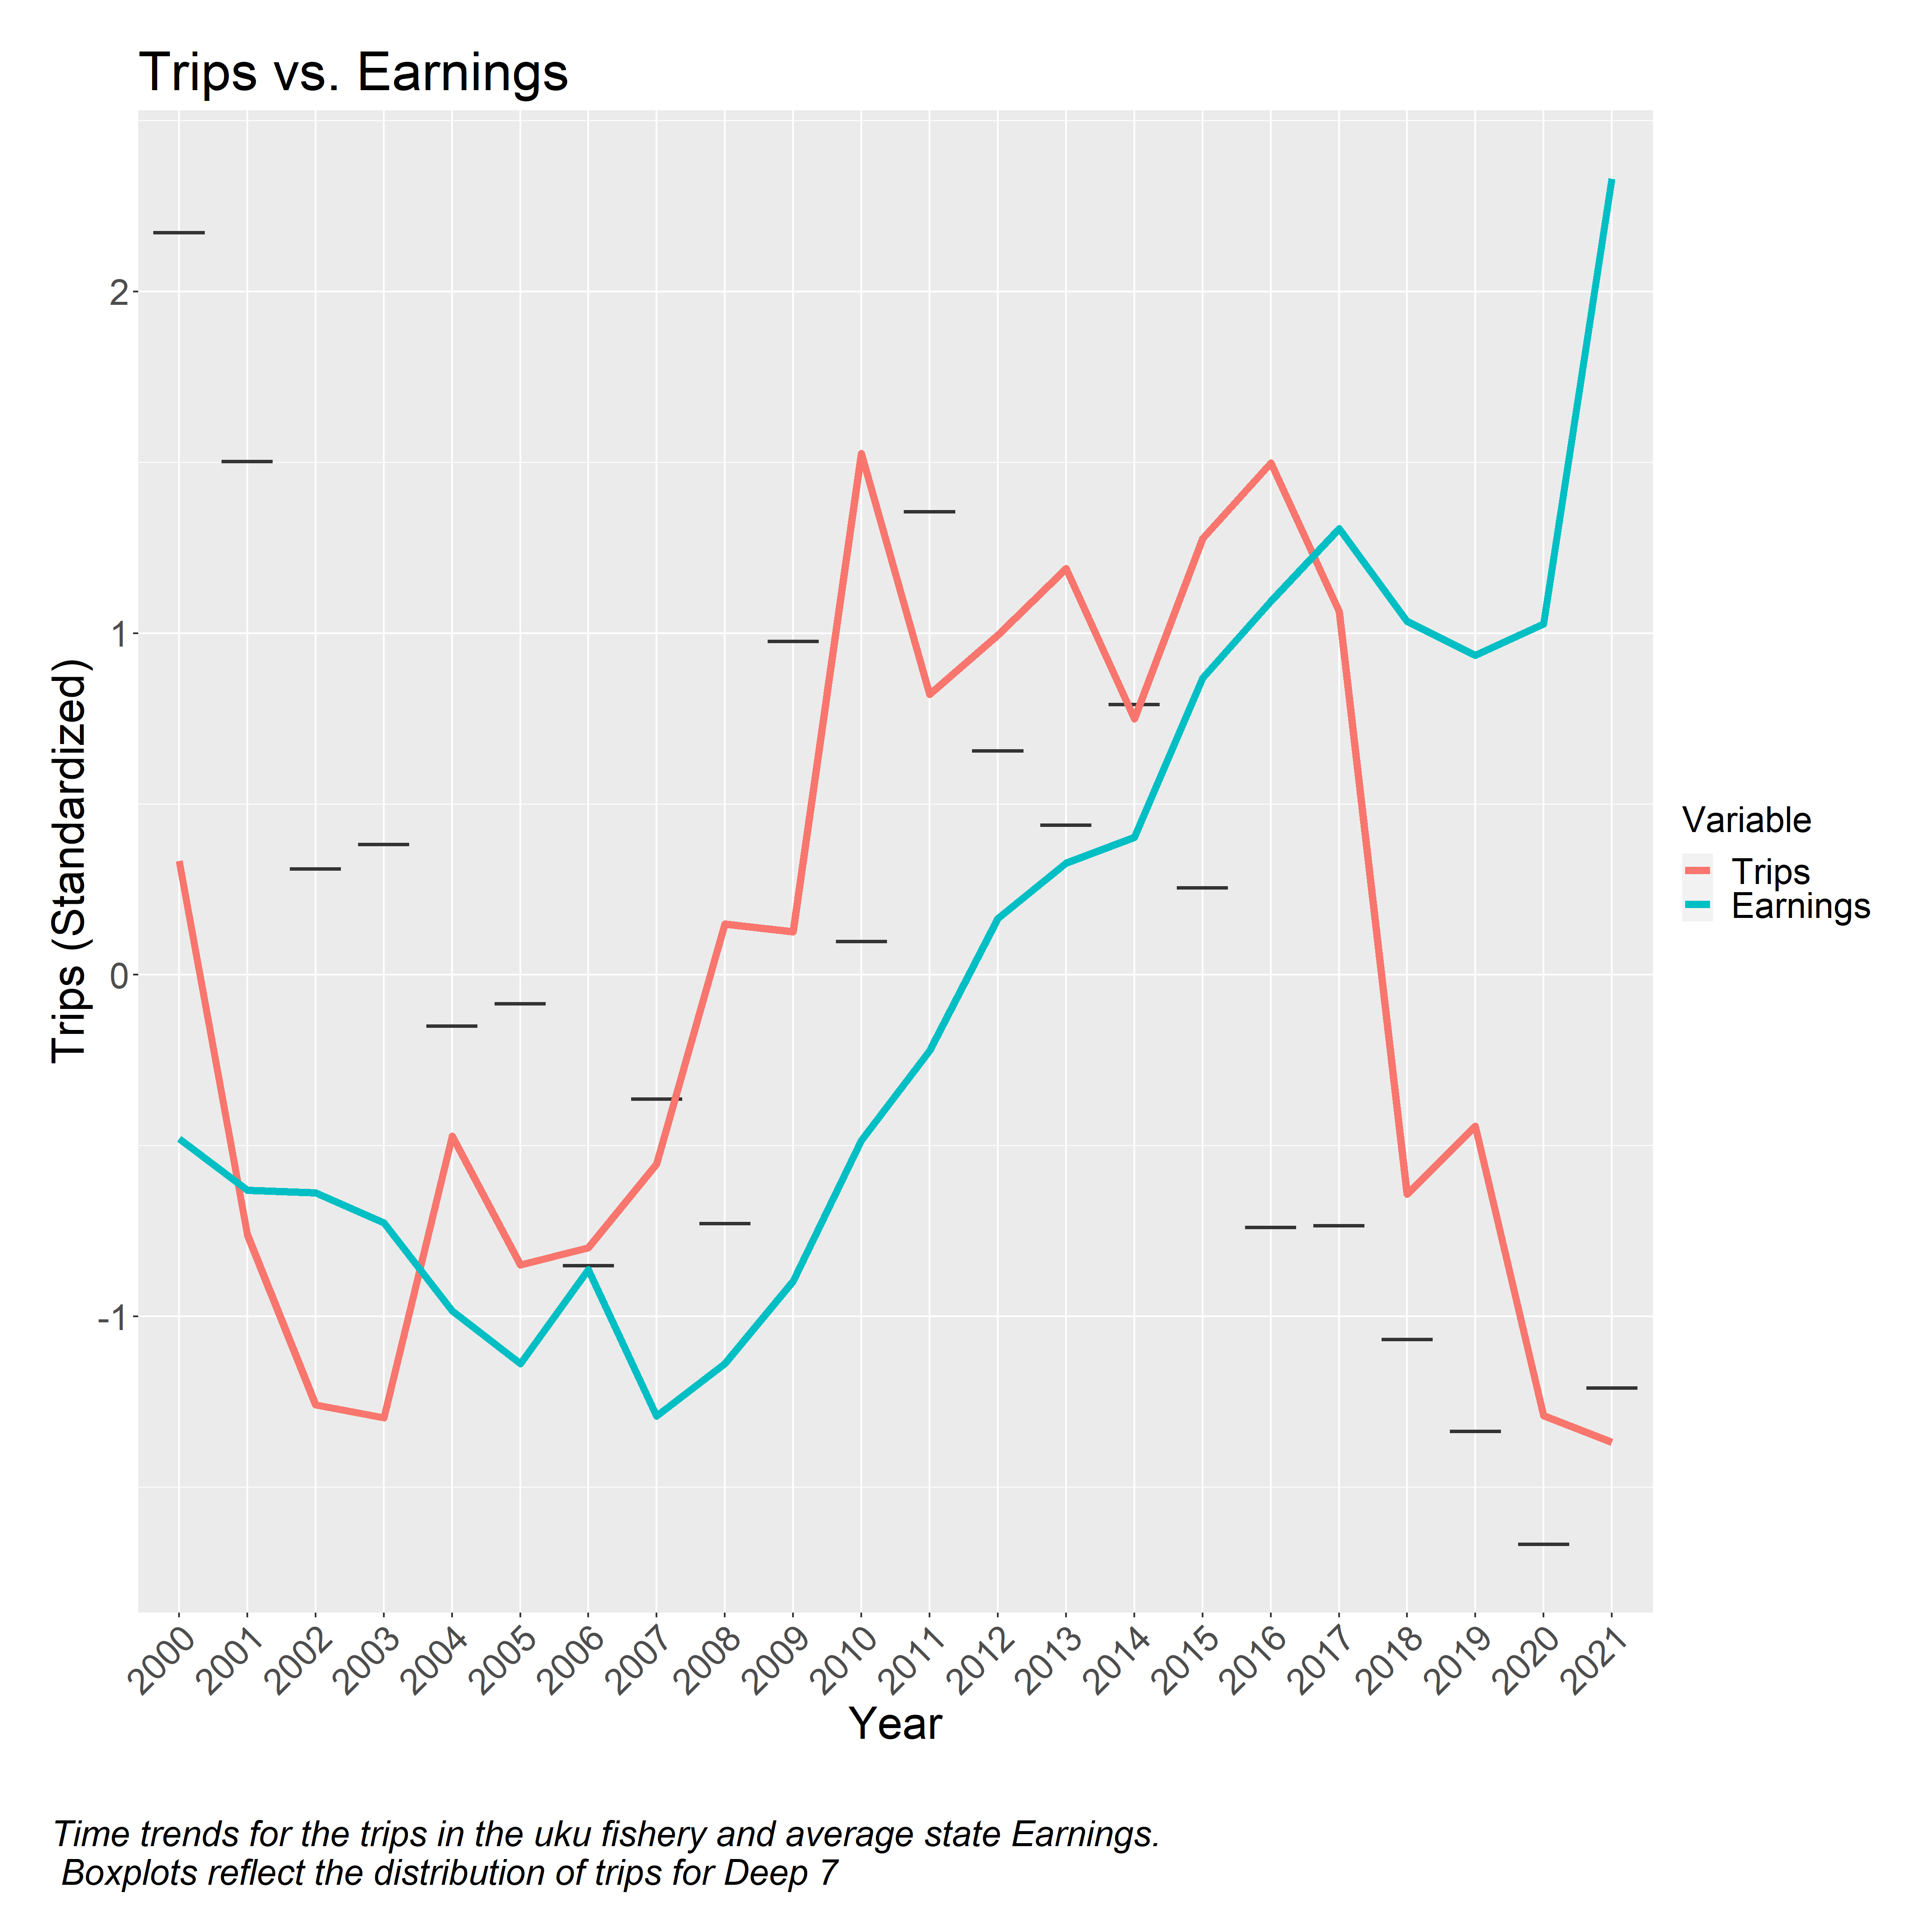 Trips vs. Earnings
2
1
0
-1
Trips (Standardized)
2000 2001 2002 2003 2004 2005 2006 2007 2008 2009 2010 2011 2012 2013 2014 2015 2016 2017 2018 2019 2020 2021
Year
Variable
Trips
Earnings
Time trends for the trips in the uku fishery and average state Earnings.
Boxplots reflect the distribution of trips for Deep 7